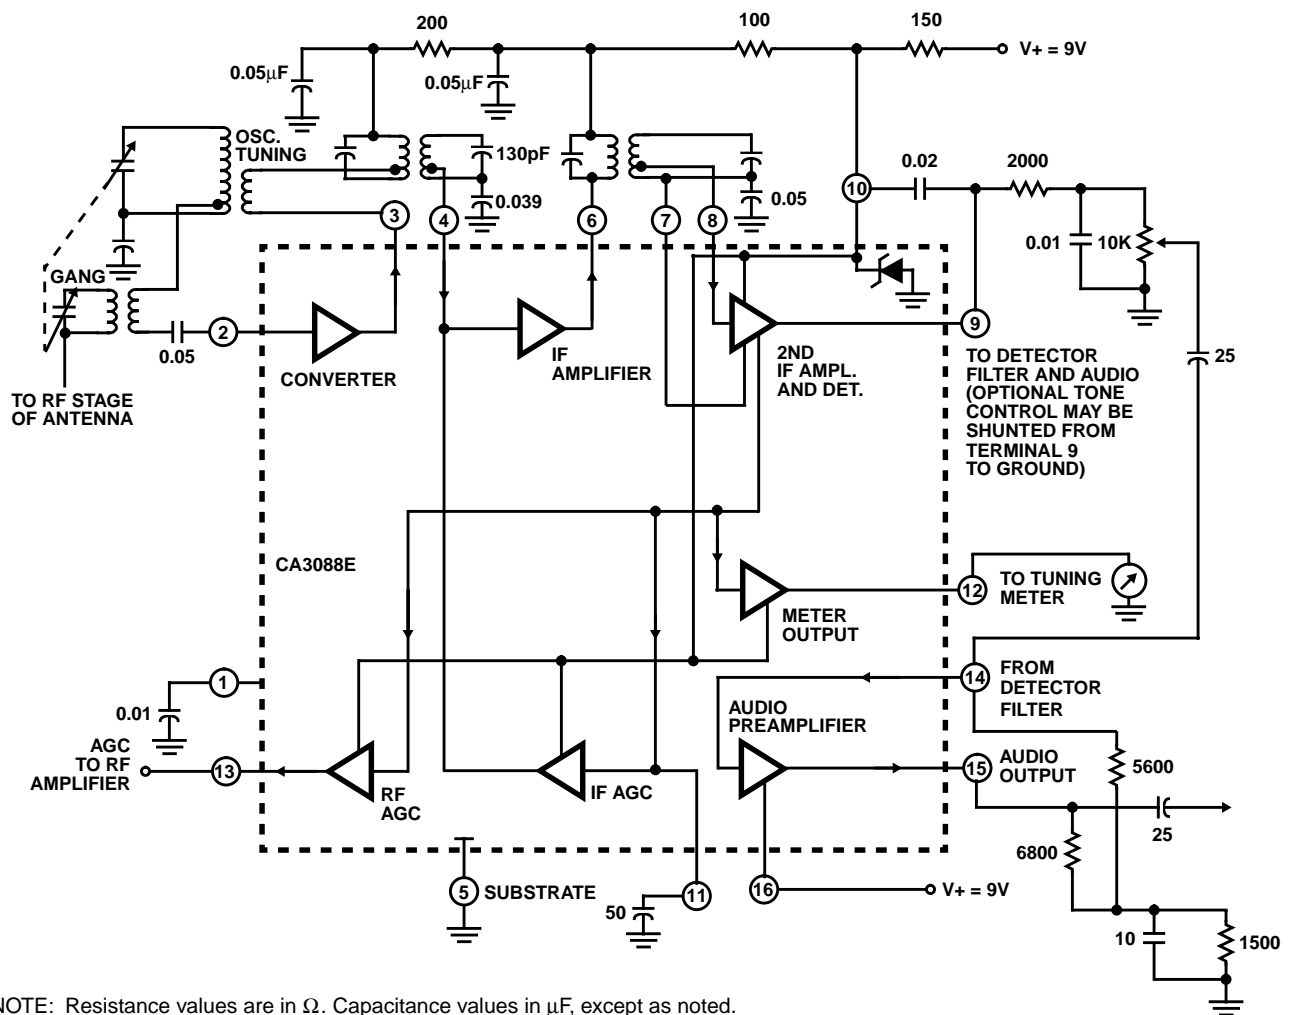 200
100
150
V+ = 9V
0.05μF
0.05μF
OSC.
TUNING
130pF
0.039
0.05
0.02
2000
0.01
10K
10
3
4
6
7
8
GANG
2
0.05
CONVERTER
IF
AMPLIFIER
2ND
IF AMPL.
AND DET.
9
25
TO RF STAGE
OF ANTENNA
TO DETECTOR
FILTER AND AUDIO
(OPTIONAL TONE
CONTROL MAY BE
SHUNTED FROM
TERMINAL 9
TO GROUND)
CA3088E
METER
OUTPUT
12
TO TUNING
METER
1
0.01
14
FROM
DETECTOR
FILTER
AUDIO
PREAMPLIFIER
AGC
TO RF
AMPLIFIER
13
RF
AGC
IF AGC
15
AUDIO
OUTPUT
5600
25
6800
5
SUBSTRATE
50
11
16
V+ = 9V
10
1500
NOTE: Resistance values are in Ω. Capacitance values in μF, except as noted.